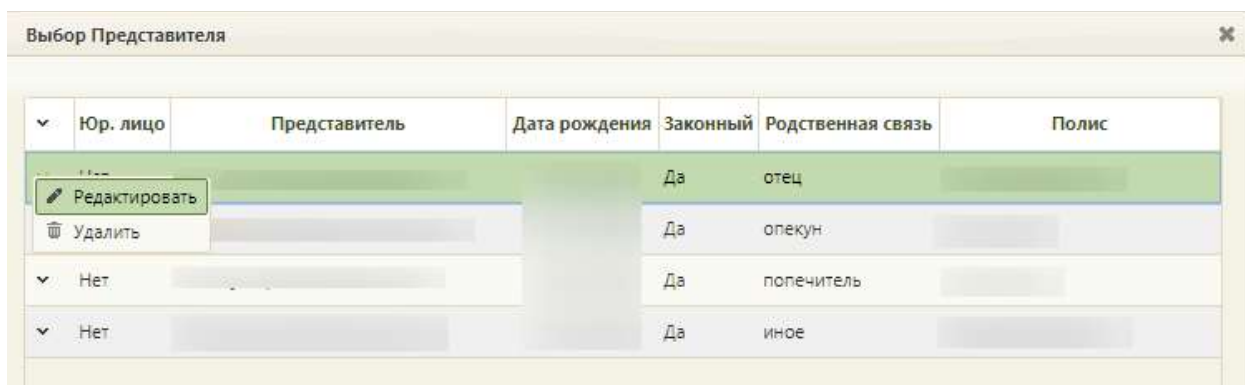 Выбор Представителя
Юр. лицо Представитель Дата рождения Законный Родственная связь Полис
Да отец
Редактировать
Удалить
Да опекун
Нет Да попечитель
Нет Да иное